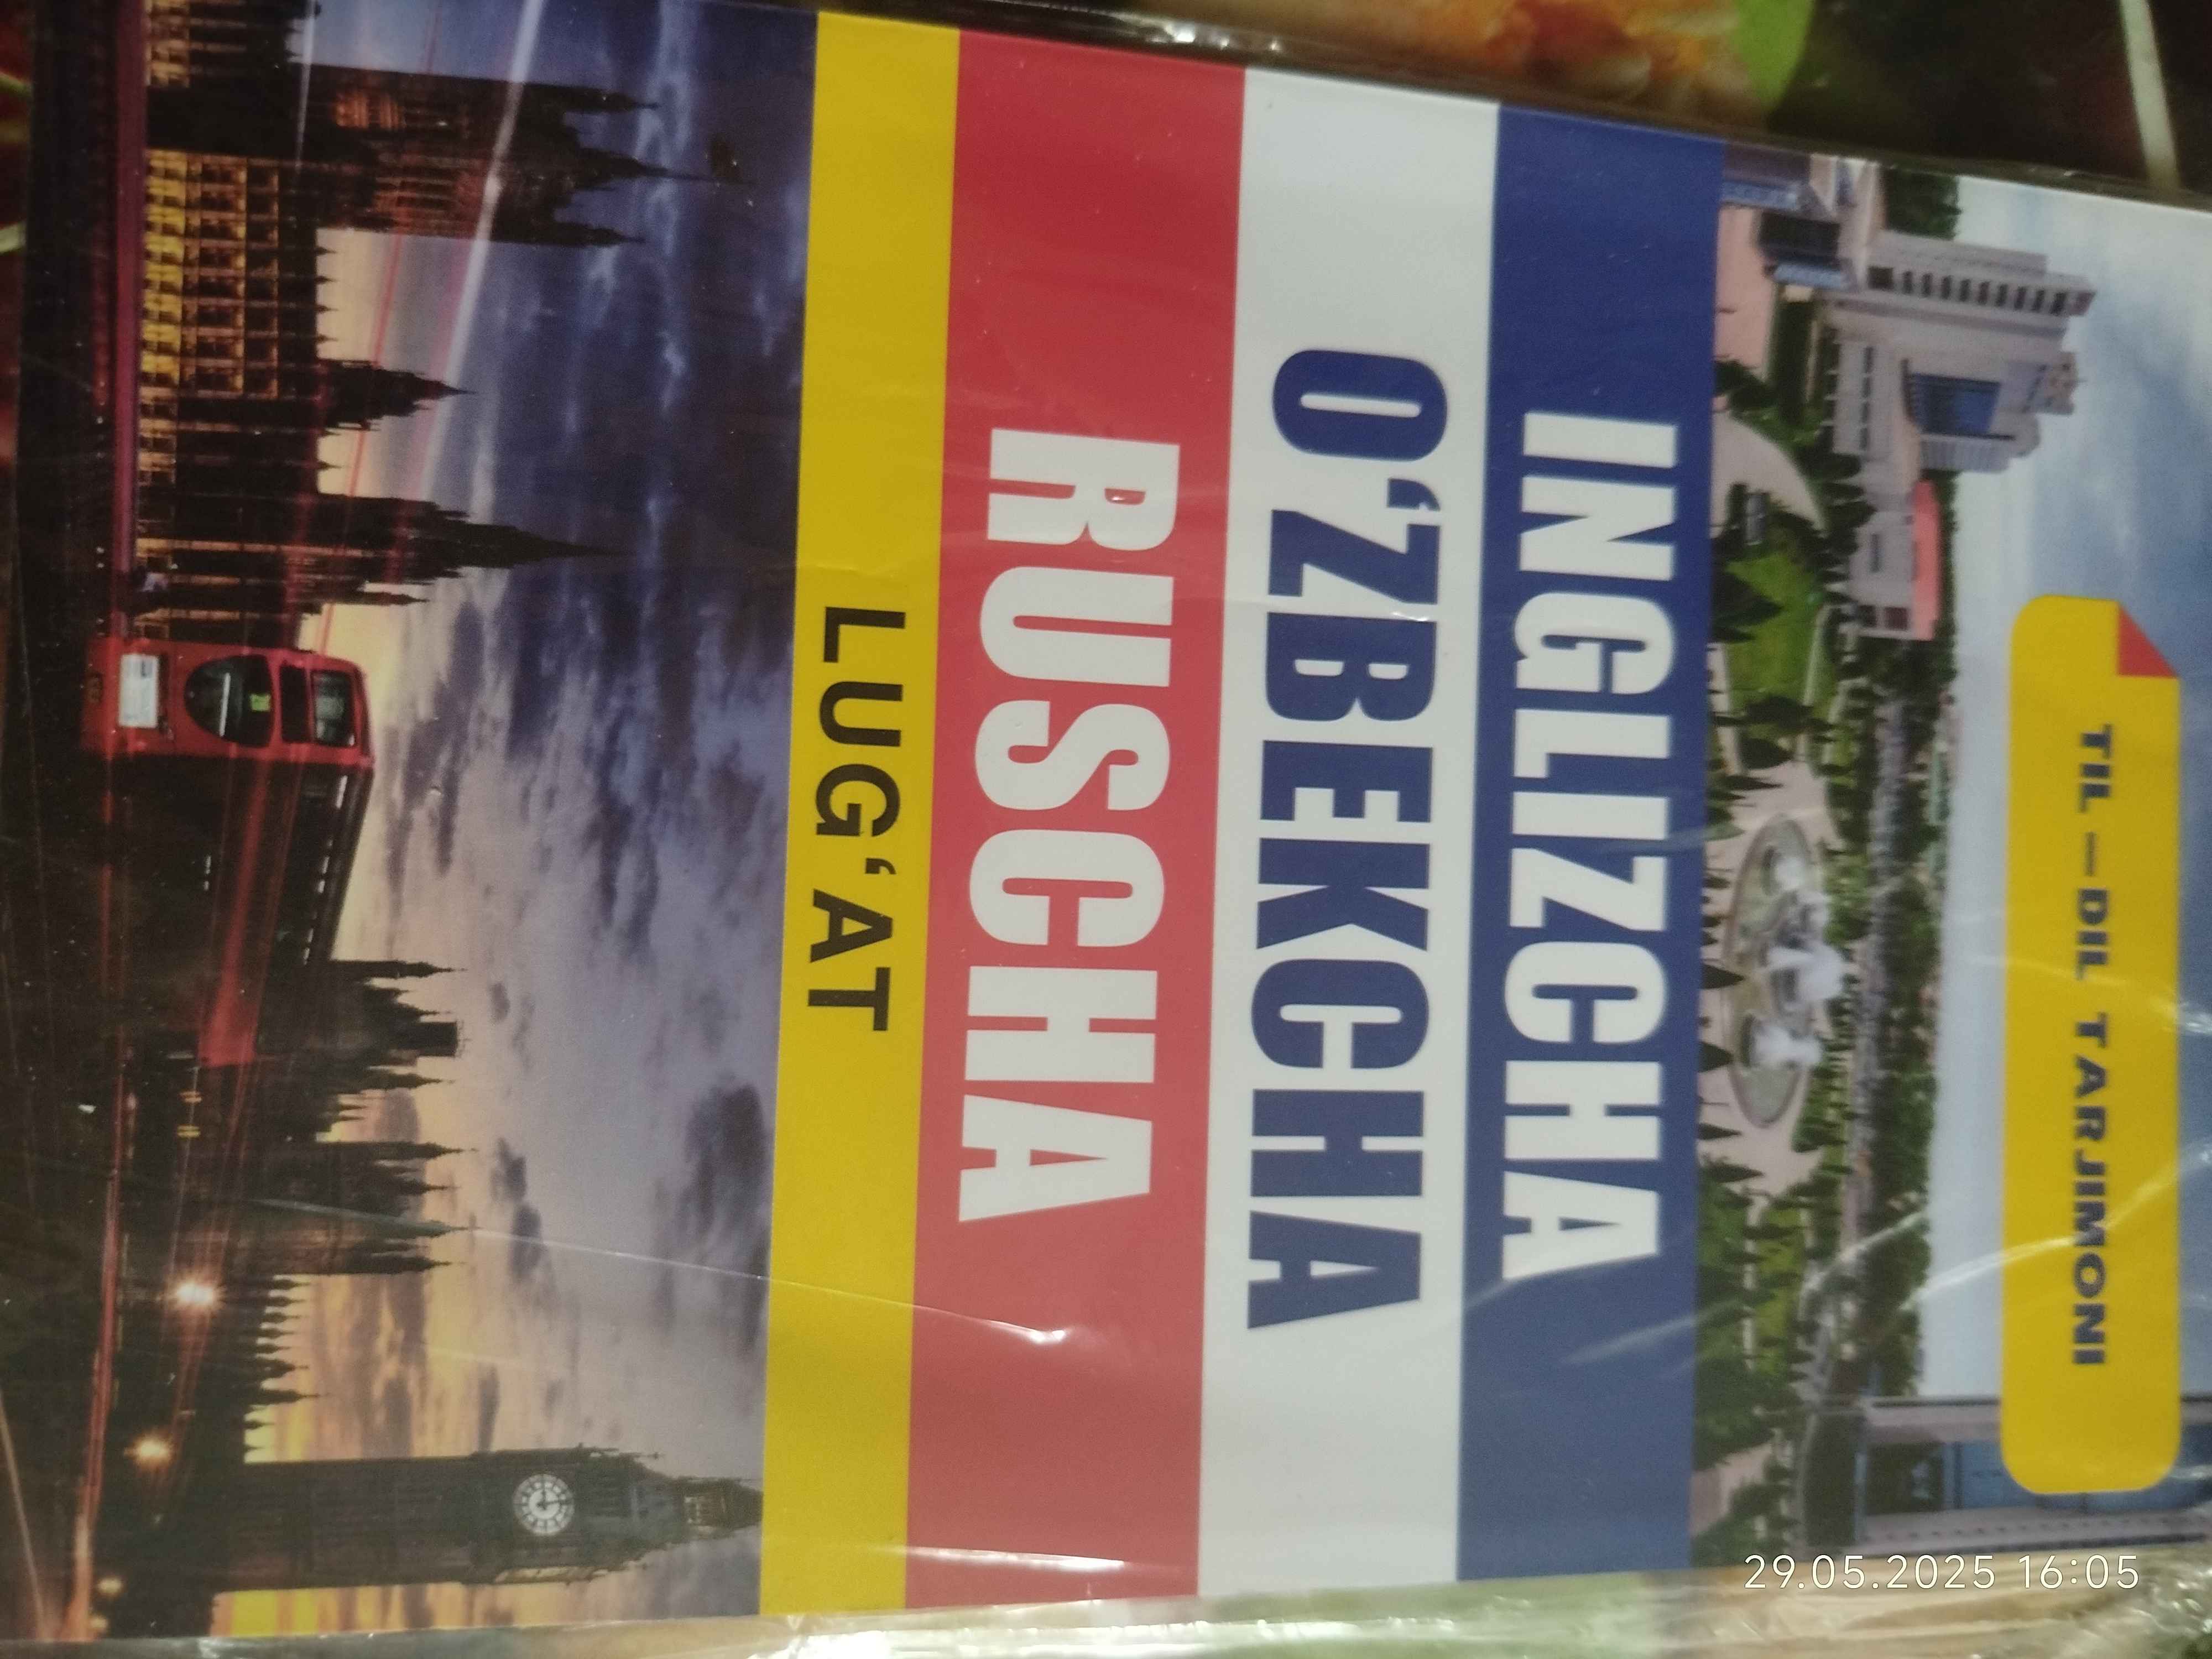 TIL – DIL TARJIMONI
INGLIZCHA
O'ZBEKCHA
RUSCHA
LUG‘AT
29.05.2025 16:05